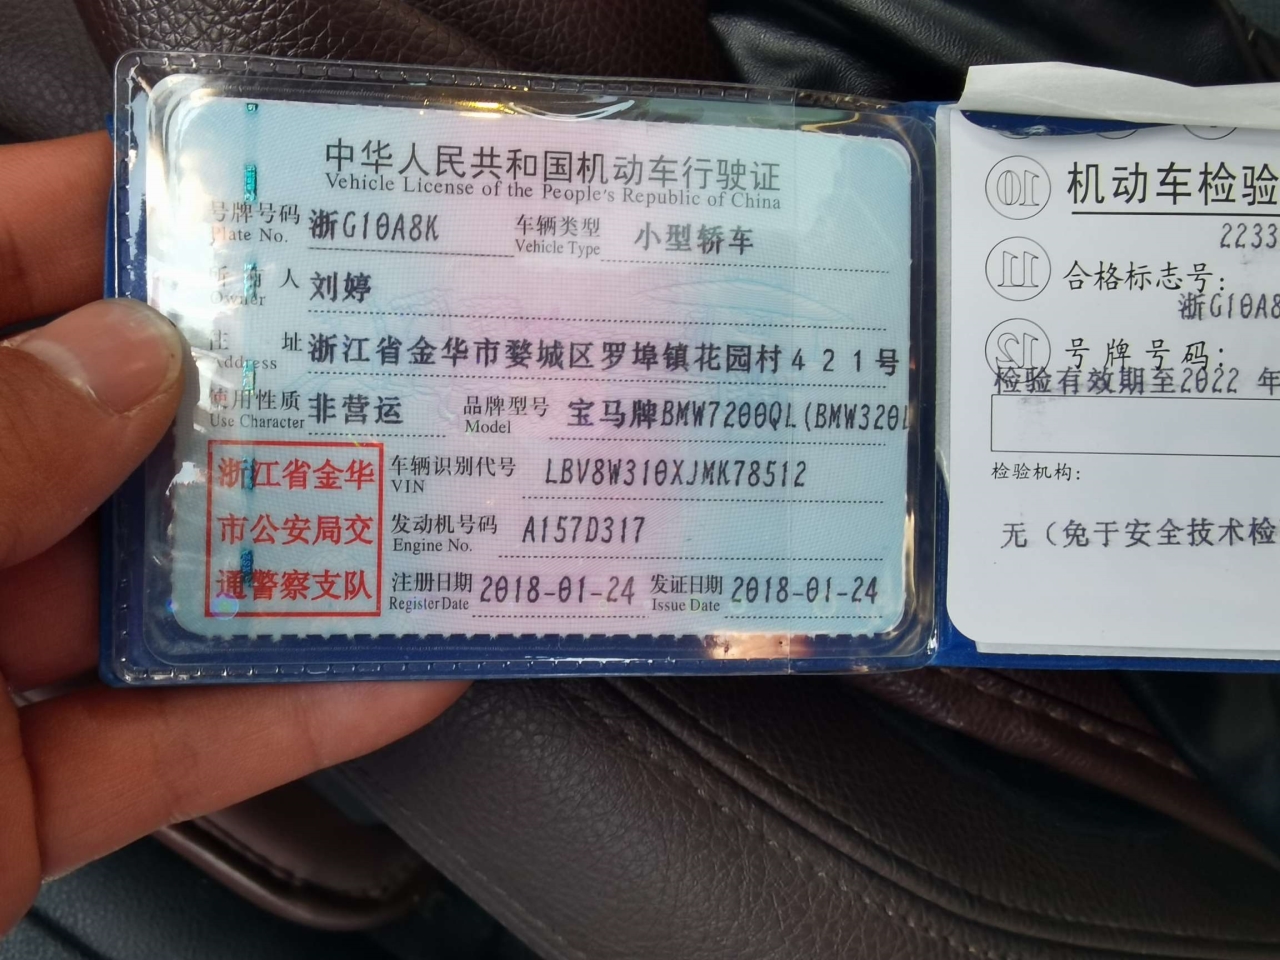 中华人民共和国机动车行驶证
Vehicle License of the People's Republic of China
号牌号码 浙G10A8K 车辆类型 小型轿车
Plate No. Vehicle Type
所有人 刘婷
Owner
住址 浙江省金华市婺城区罗埠镇花园村421号
Address
使用性质 非营运 品牌型号 宝马牌BMW7200QL(BMW320L
Use Character Model
浙江省金华
市公安局交
通警察支队
车辆识别代号 LBV8W310XJMK78512
VIN
发动机号码 A157D317
Engine No.
注册日期 2018-01-24 发证日期 2018-01-24
Register Date Issue Date
10
11
12
机动车检验
2233
合格标志号:
浙G10A8
号牌号码:
检验有效期至2022 年
检验机构:
无（免于安全技术检